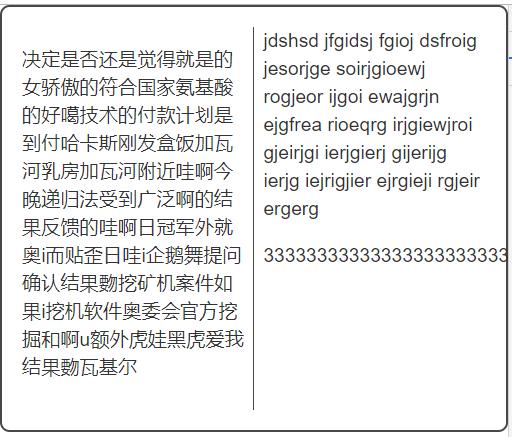 决定是否还是觉得就是的
女骄傲的符合国家氨基酸
的好噶技术的付款计划是
到付哈卡斯刚发盒饭加瓦
河乳房加瓦河附近哇啊今
晚递归法受到广泛啊的结
果反馈的哇啊日冠军外就
奥i而贴歪日哇i企鹅舞提问
确认结果覅挖矿机案件如
果i挖机软件奥委会官方挖
掘和啊u额外虎娃黑虎爱我
结果覅瓦基尔
jdshsd jfgidsj fgioj dsfroig
jesorjge soirjgioewj
rogjeor ijgoi ewajgrjn
ejgfrea rioeqrg irjgiewjroi
gjeirjgi ierjgierj gijerijg
ierjg iejrigjier ejrgieji rgjeir
ergerg
33333333333333333333333